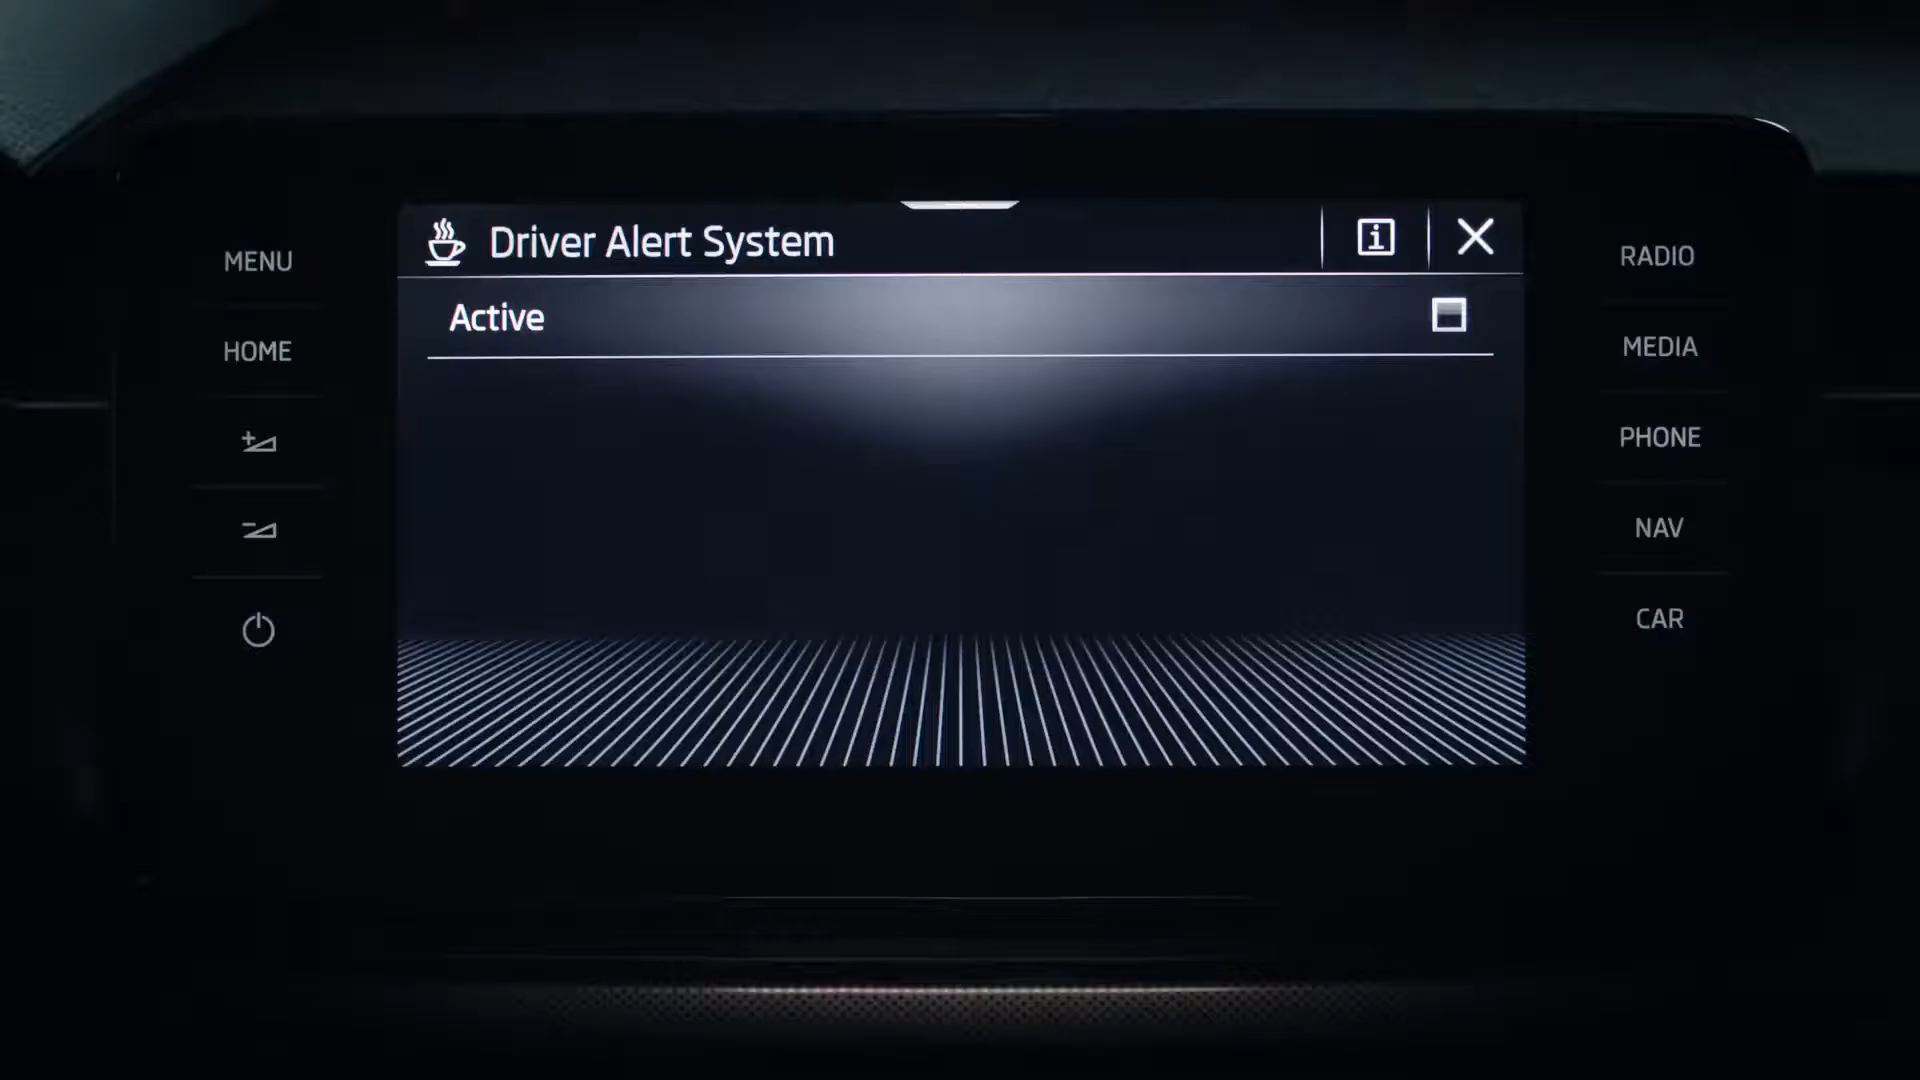 Driver Alert System
Active
MENU
HOME
RADIO
MEDIA
PHONE
NAV
CAR